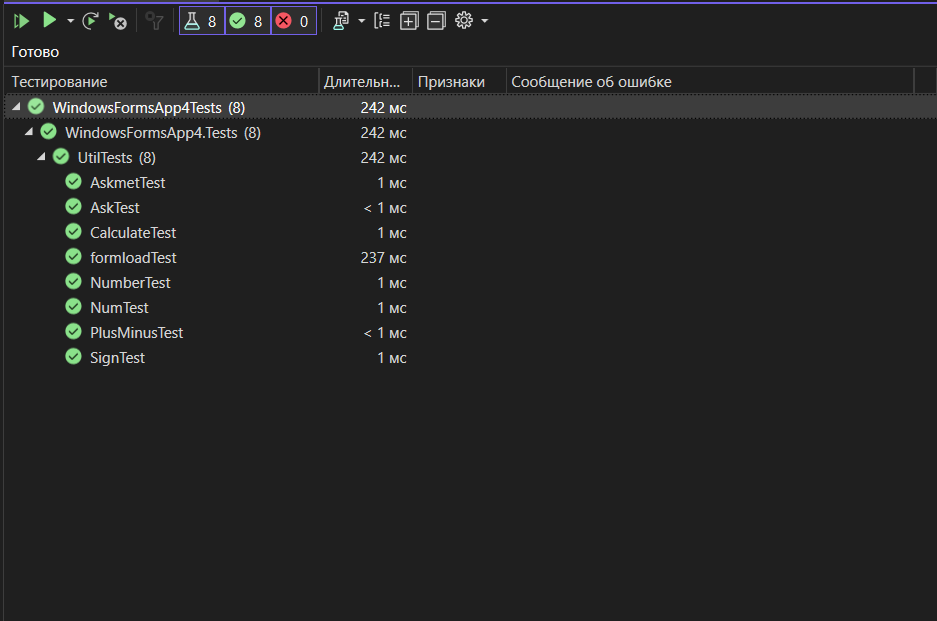 8 8 0
Готово
Тестирование Длительн... Признаки Сообщение об ошибке
WindowsFormsApp4Tests (8) 242 мс
WindowsFormsApp4.Tests (8) 242 мс
UtilTests (8) 242 мс
AskmetTest 1 мс
AskTest < 1 мс
CalculateTest 1 мс
formloadTest 237 мс
NumberTest 1 мс
NumTest 1 мс
PlusMinusTest < 1 мс
SignTest 1 мс